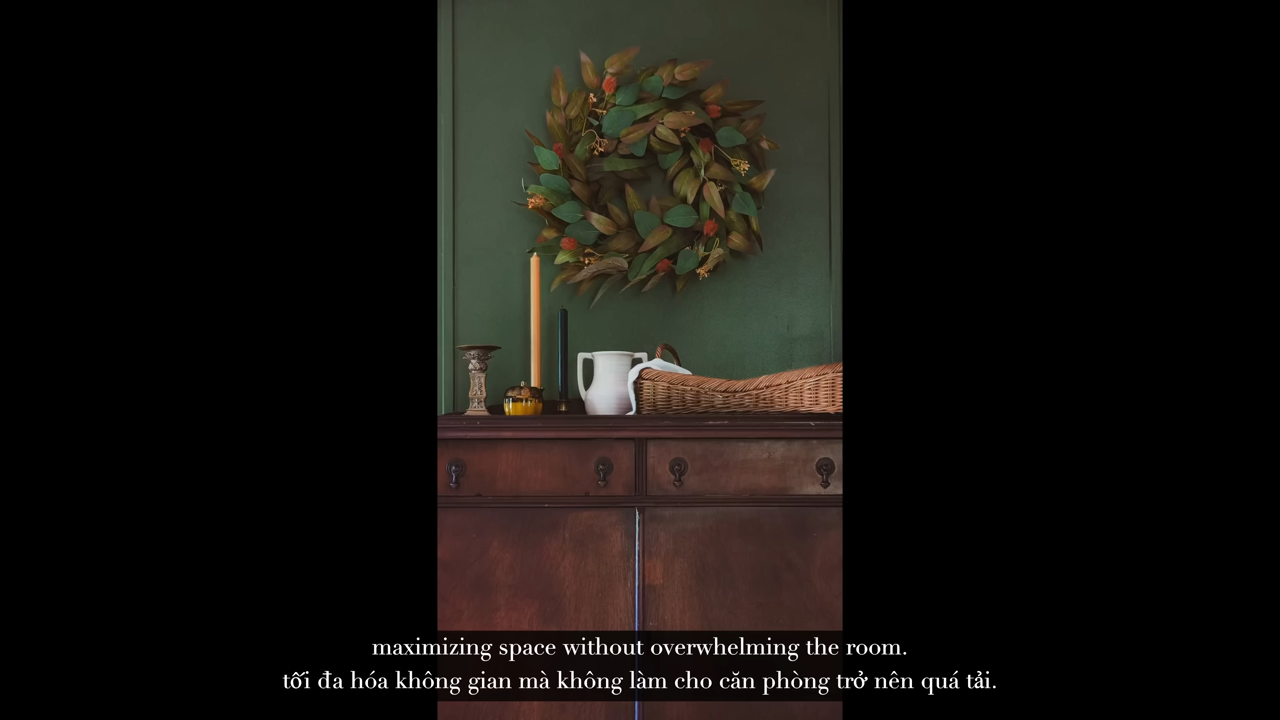 maximizing space without overwhelming the room.
tối đa hóa không gian mà không làm cho căn phòng trở nên quá tải.